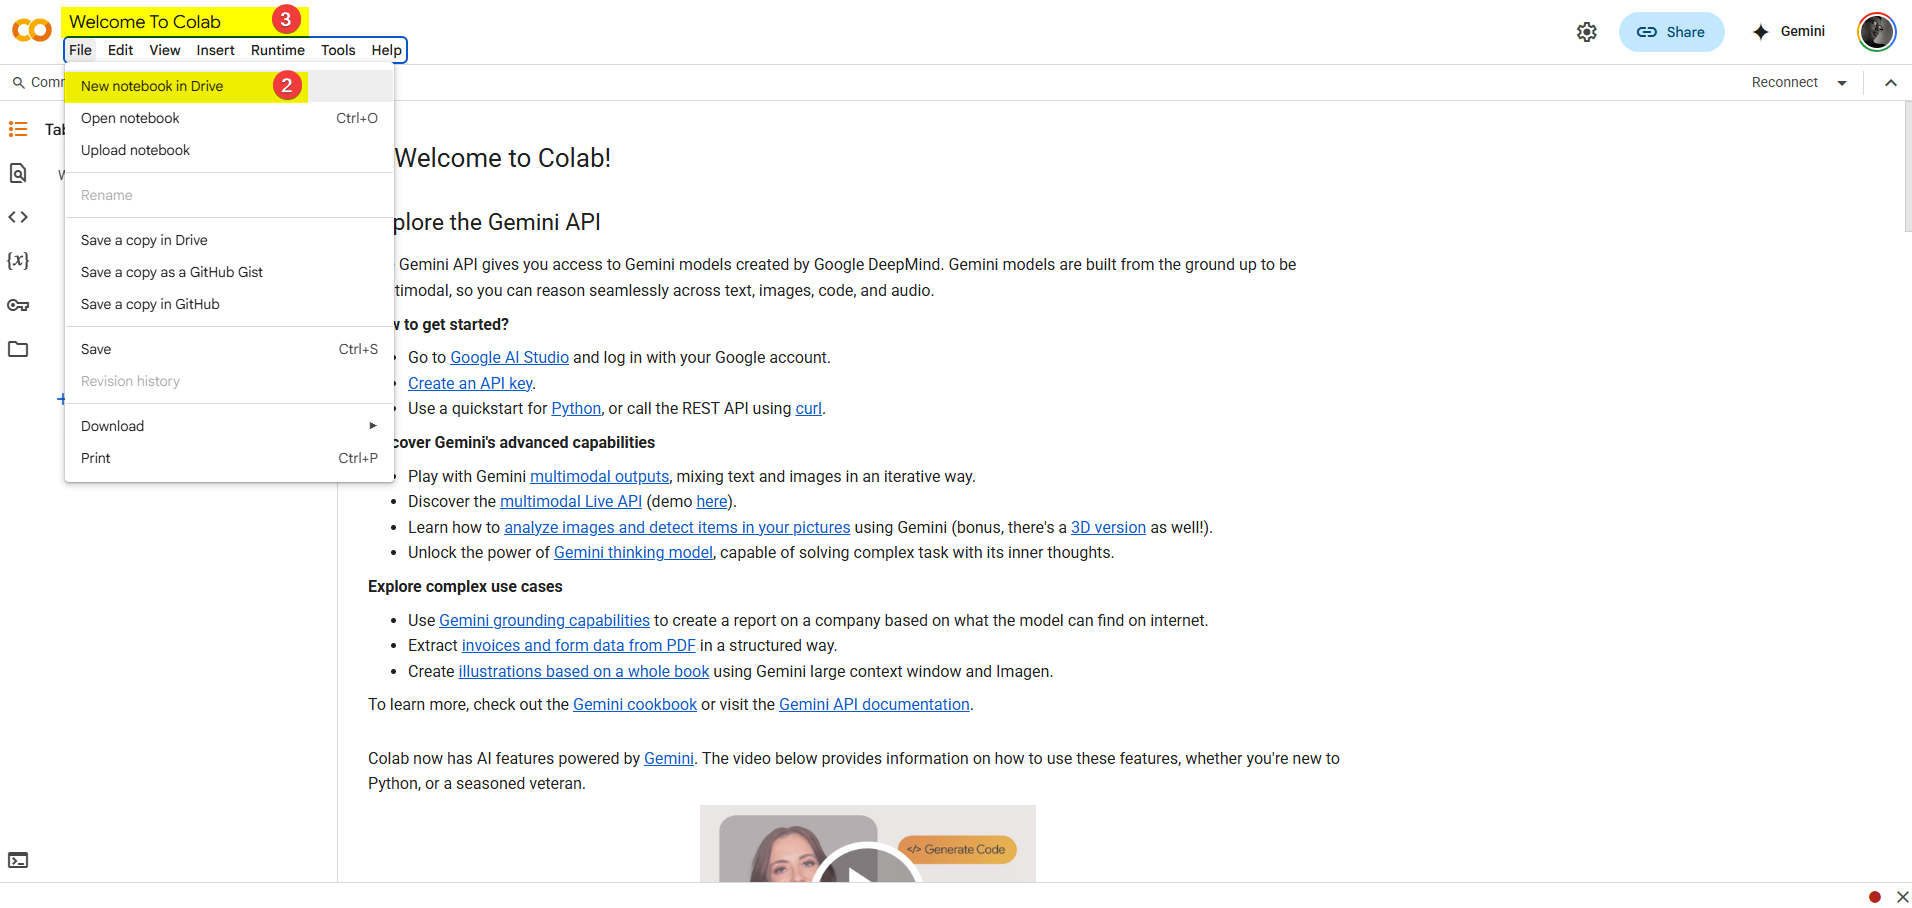 Welcome To Colab
3
File Edit View Insert Runtime Tools Help
Share
Gemini
Reconnect
New notebook in Drive
2
Open notebook Ctrl+O
Upload notebook
Rename
Save a copy in Drive
Save a copy as a GitHub Gist
Save a copy in GitHub
Save Ctrl+S
Revision history
Download
Print Ctrl+P
Welcome to Colab!
plore the Gemini API
Gemini API gives you access to Gemini models created by Google DeepMind. Gemini models are built from the ground up to be
timodal, so you can reason seamlessly across text, images, code, and audio.
to get started?
Go to Google AI Studio and log in with your Google account.
Create an API key.
Use a quickstart for Python, or call the REST API using curl.
cover Gemini's advanced capabilities
Play with Gemini multimodal outputs, mixing text and images in an iterative way.
Discover the multimodal Live API (demo here).
Learn how to analyze images and detect items in your pictures using Gemini (bonus, there's a 3D version as well!).
Unlock the power of Gemini thinking model, capable of solving complex task with its inner thoughts.
Explore complex use cases
Use Gemini grounding capabilities to create a report on a company based on what the model can find on internet.
Extract invoices and form data from PDF in a structured way.
Create illustrations based on a whole book using Gemini large context window and Imagen.
To learn more, check out the Gemini cookbook or visit the Gemini API documentation.
Colab now has AI features powered by Gemini. The video below provides information on how to use these features, whether you're new to
Python, or a seasoned veteran.
</> Generate Code